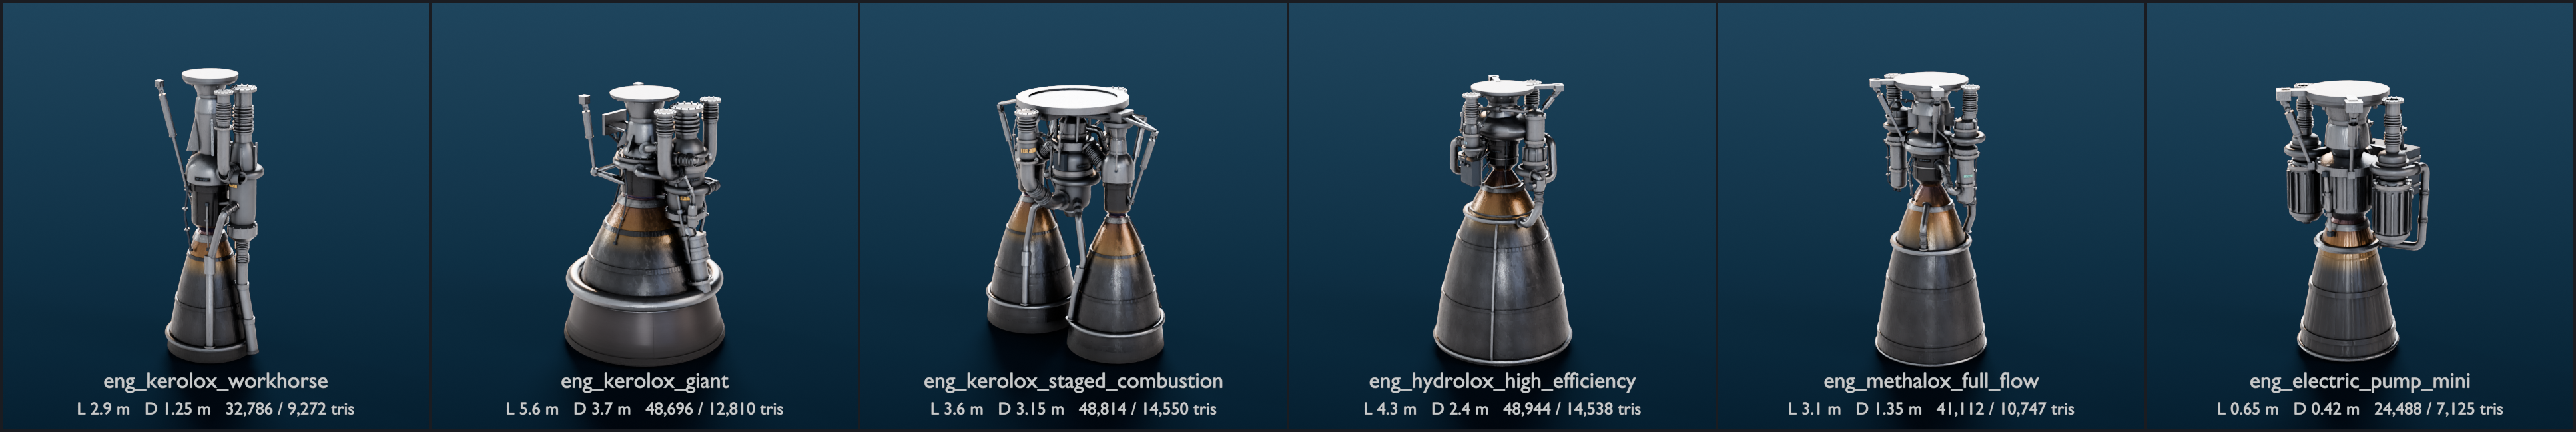 eng_kerolox_workhorse
L 2.9 m D 1.25 m 32,786 / 9,272 tris
eng_kerolox_giant
L 5.6 m D 3.7 m 48,696 / 12,810 tris
eng_kerolox_staged_combustion
L 3.6 m D 3.15 m 48,814 / 14,550 tris
eng_hydrolox_high_efficiency
L 4.3 m D 2.4 m 48,944 / 14,538 tris
eng_methalox_full_flow
L 3.1 m D 1.35 m 41,112 / 10,747 tris
eng_electric_pump_mini
L 0.65 m D 0.42 m 24,488 / 7,125 tris